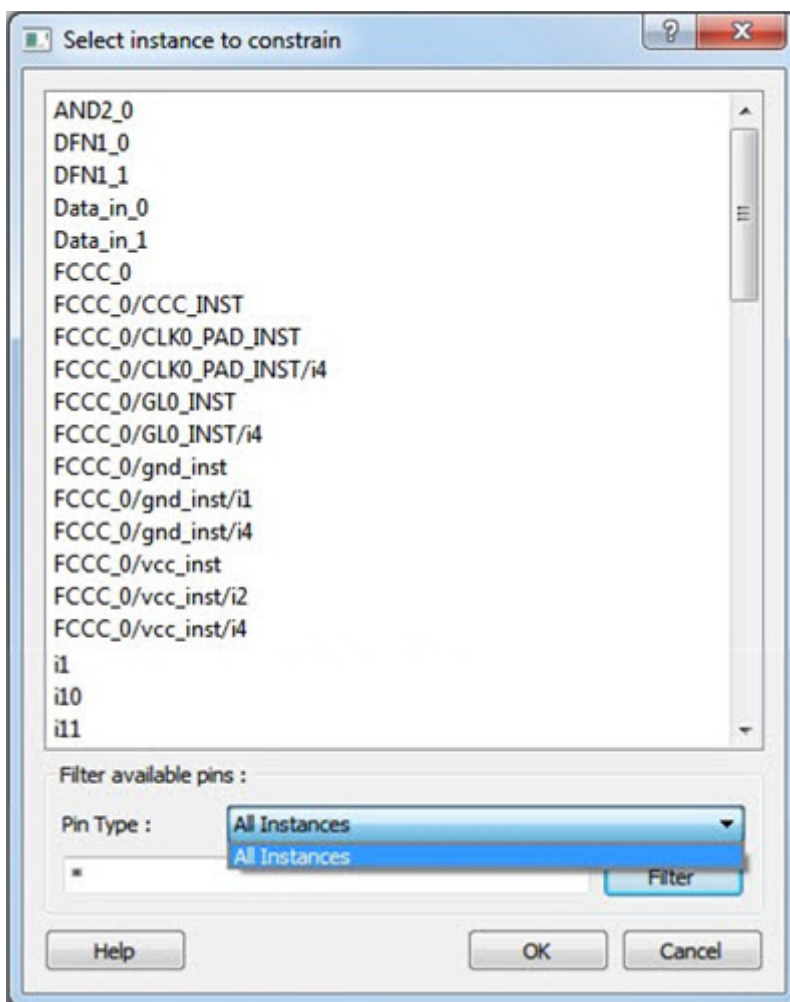 Select instance to constrain
AND2_0
DFN1_0
DFN1_1
Data_in_0
Data_in_1
FCCC_0
FCCC_0/CCC_INST
FCCC_0/CLK0_PAD_INST
FCCC_0/CLK0_PAD_INST/i4
FCCC_0/GL0_INST
FCCC_0/GL0_INST/i4
FCCC_0/gnd_inst
FCCC_0/gnd_inst/i1
FCCC_0/gnd_inst/i4
FCCC_0/vcc_inst
FCCC_0/vcc_inst/i2
FCCC_0/vcc_inst/i4
i1
i10
i11
Filter available pins :
Pin Type : All Instances
All Instances
* Filter
Help OK Cancel